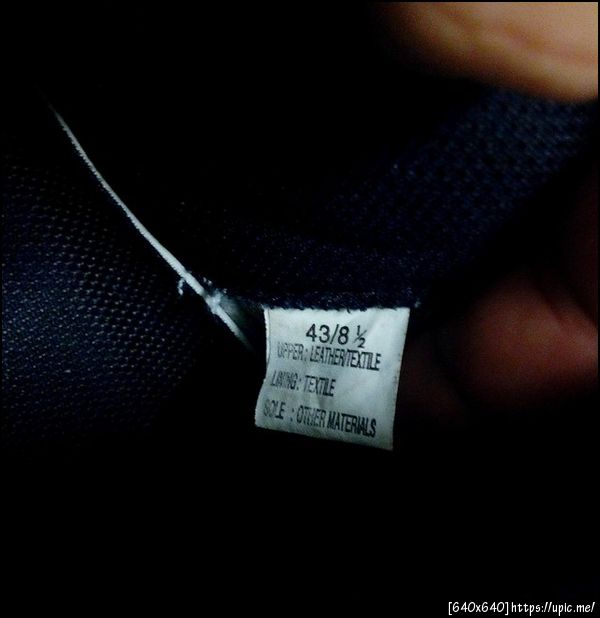 43/8 ½
UPPER: LEATHER/TEXTILE
LINING: TEXTILE
SOLE : OTHER MATERIALS
[640x640]https://upic.me/